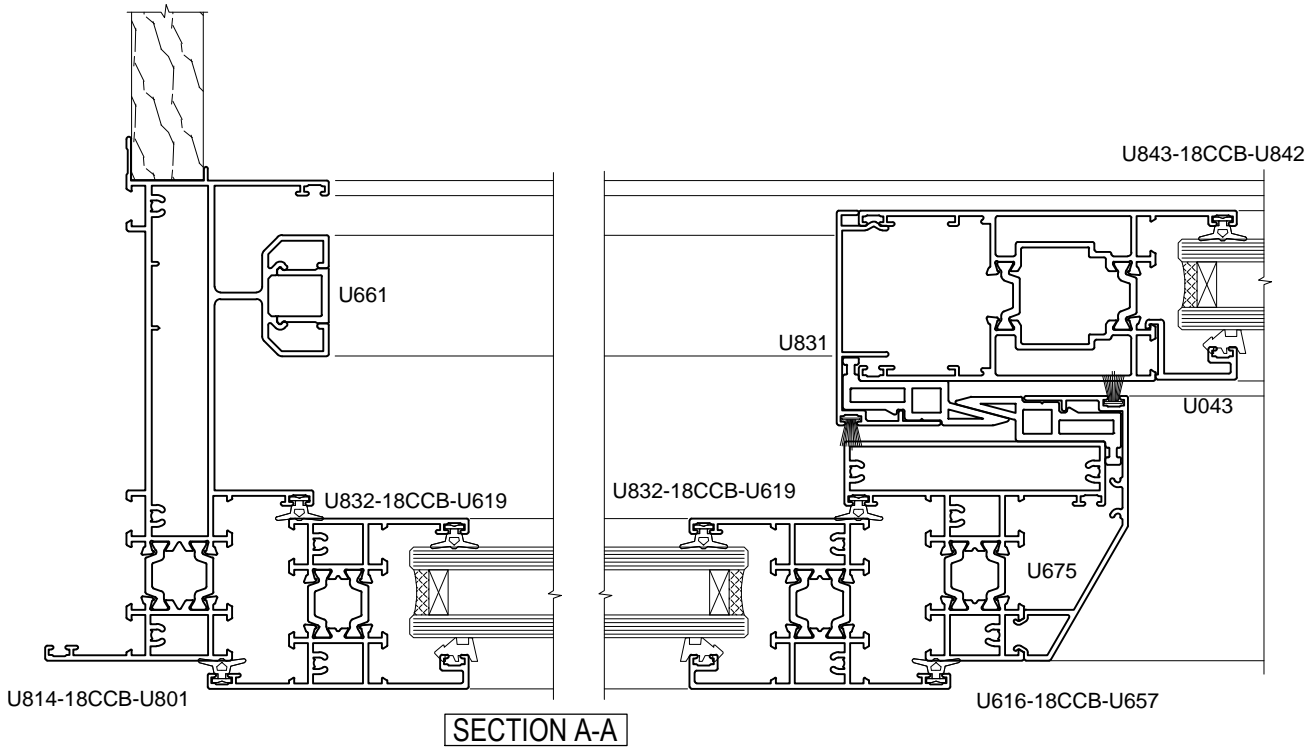 U843-18CCB-U842
U661
U831
U043
U832-18CCB-U619
U832-18CCB-U619
U675
U814-18CCB-U801
U616-18CCB-U657
SECTION A-A